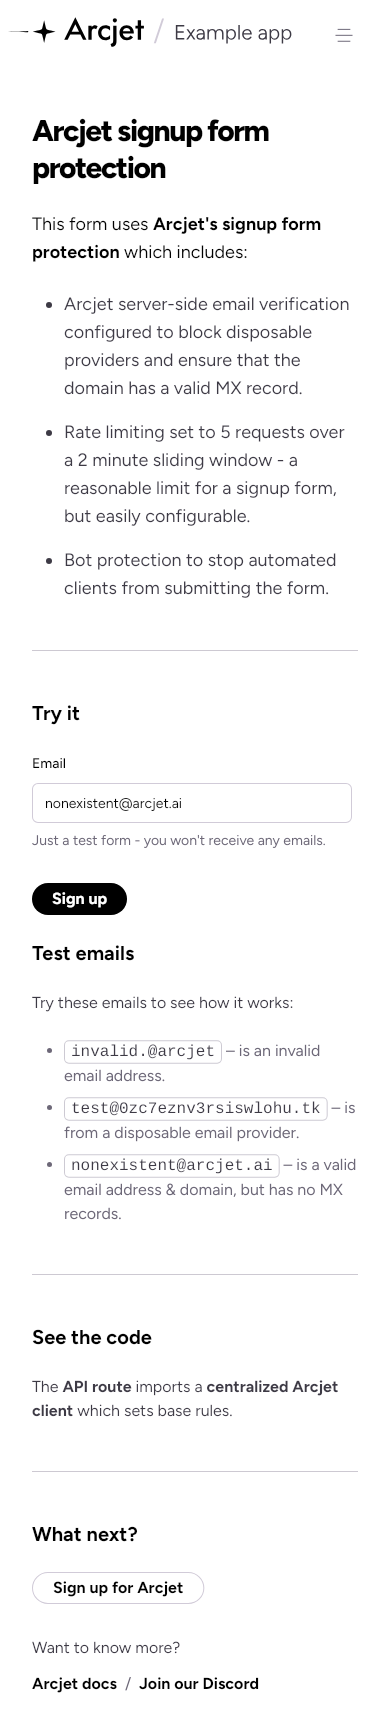 Arcjet / Example app
Arcjet signup form
protection
This form uses Arcjet's signup form
protection which includes:
Arcjet server-side email verification
configured to block disposable
providers and ensure that the
domain has a valid MX record.
Rate limiting set to 5 requests over
a 2 minute sliding window - a
reasonable limit for a signup form,
but easily configurable.
Bot protection to stop automated
clients from submitting the form.
Try it
Email
nonexistent@arcjet.ai
Just a test form - you won't receive any emails.
Sign up
Test emails
Try these emails to see how it works:
invalid.@arcjet – is an invalid
email address.
test@0zc7eznv3rsiswlohu.tk – is
from a disposable email provider.
nonexistent@arcjet.ai – is a valid
email address & domain, but has no MX
records.
See the code
The API route imports a centralized Arcjet
client which sets base rules.
What next?
Sign up for Arcjet
Want to know more?
Arcjet docs / Join our Discord